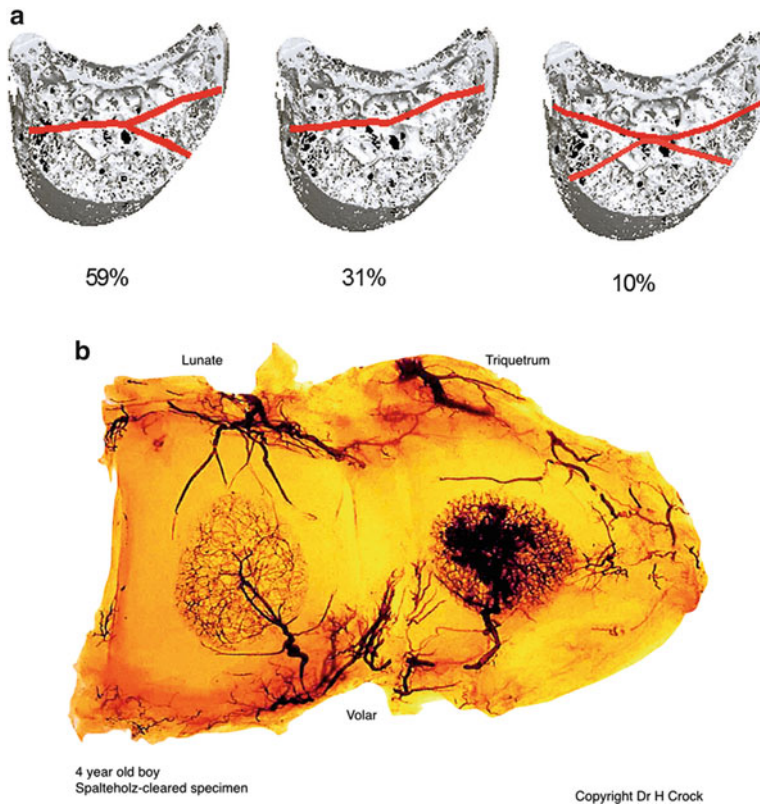 a
59%
31%
10%
b
Lunate
Triquetrum
Volar
4 year old boy
Spalteholz-cleared specimen
Copyright Dr H Crock